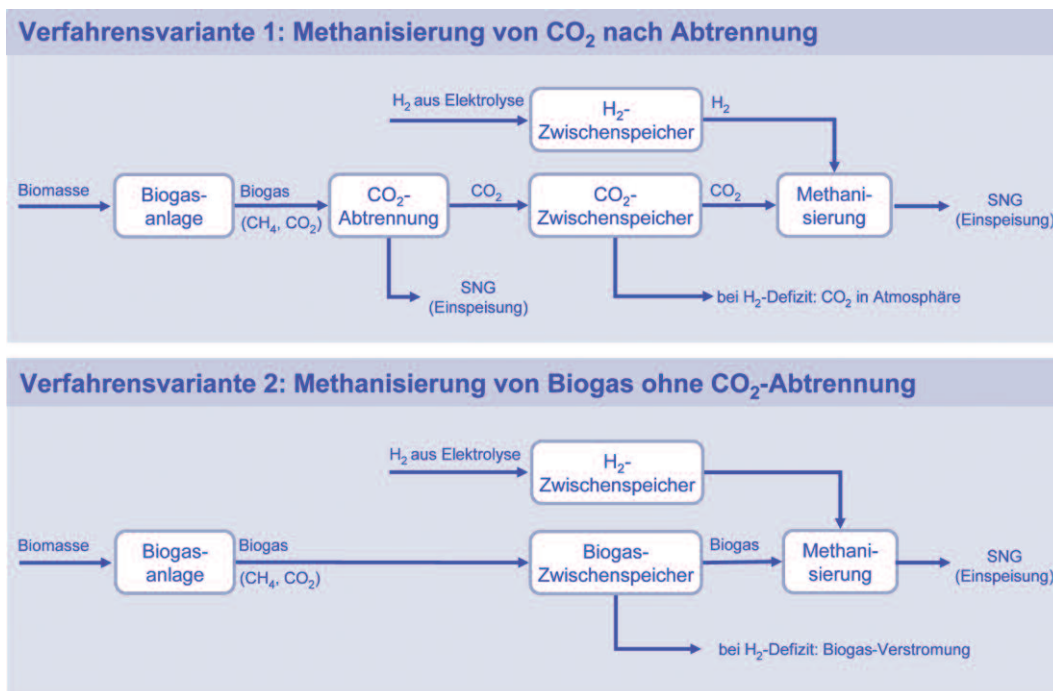 Verfahrensvariante 1: Methanisierung von CO₂ nach Abtrennung
H₂ aus Elektrolyse
H₂-
Zwischenspeicher
H₂
Biomasse
Biogas-
anlage
Biogas
(CH₄, CO₂)
CO₂-
Abtrennung
CO₂
CO₂-
Zwischenspeicher
CO₂
Methani-
sierung
SNG
(Einspeisung)
SNG
(Einspeisung)
bei H₂-Defizit: CO₂ in Atmosphäre
Verfahrensvariante 2: Methanisierung von Biogas ohne CO₂-Abtrennung
H₂ aus Elektrolyse
H₂-
Zwischenspeicher
Biomasse
Biogas-
anlage
Biogas
(CH₄, CO₂)
Biogas-
Zwischenspeicher
Biogas
Methani-
sierung
SNG
(Einspeisung)
bei H₂-Defizit: Biogas-Verstromung